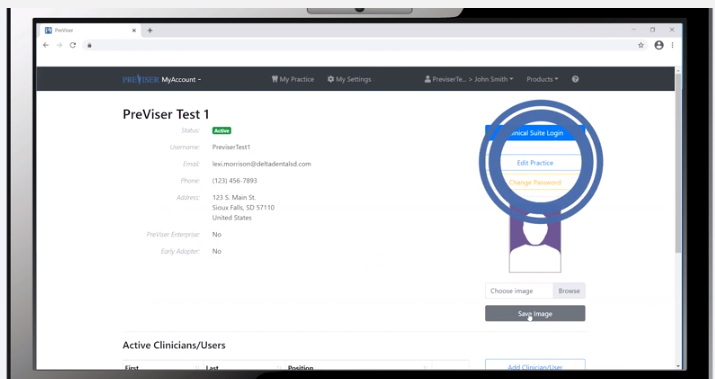 PreViser
PREVISER MyAccount
My Practice
My Settings
PreviserTe... > John Smith
Products
PreViser Test 1
Status: Active
Username: PreviserTest1
Email: lexi.morrison@deltadentalsd.com
Phone: (123) 456-7893
Address: 123 S. Main St.
Sioux Falls, SD 57110
United States
PreViser Enterprise: No
Early Adopter: No
Suite Login
Edit Practice
Change Password
Choose image
Browse
Save Image
Active Clinicians/Users
First
Last
Position
Add Clinician/User